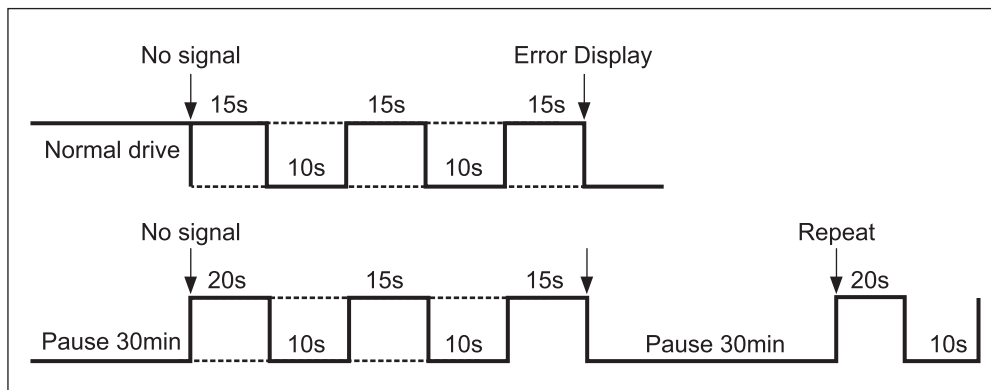 No signal Error Display
15s 15s 15s
Normal drive
10s 10s
No signal Repeat
20s 15s 15s 20s
Pause 30min 10s 10s Pause 30min 10s